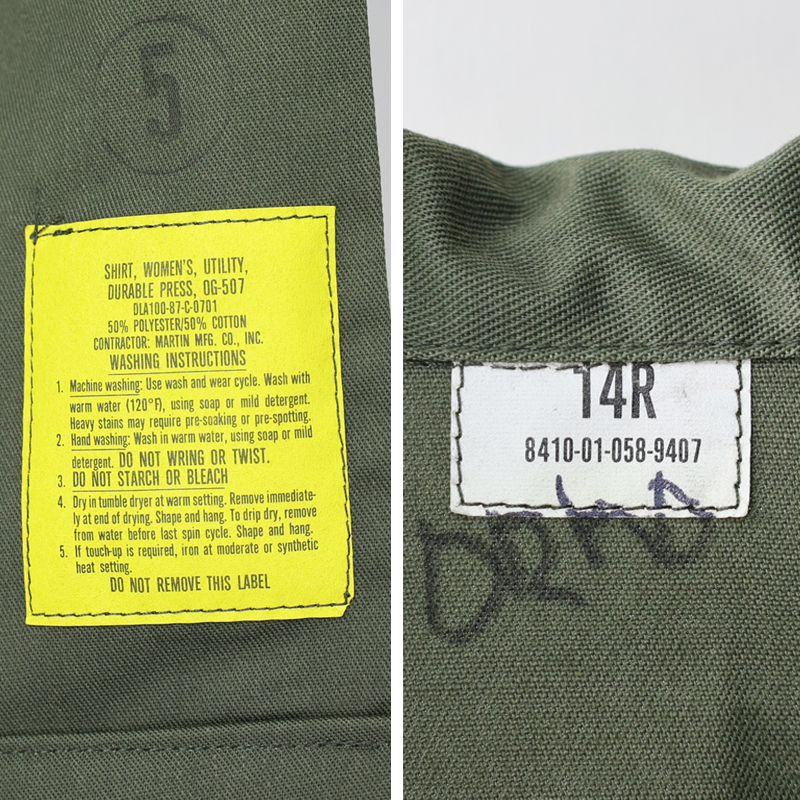 5
SHIRT, WOMEN'S, UTILITY,
DURABLE PRESS, OG-507
DLA100-87-C-0701
50% POLYESTER/50% COTTON
CONTRACTOR: MARTIN MFG. CO., INC.
WASHING INSTRUCTIONS
1. Machine washing: Use wash and wear cycle. Wash with
warm water (120°F), using soap or mild detergent.
Heavy stains may require pre-soaking or pre-spotting.
2. Hand washing: Wash in warm water, using soap or mild
detergent. DO NOT WRING OR TWIST.
3. DO NOT STARCH OR BLEACH
4. Dry in tumble dryer at warm setting. Remove immediate-
ly at end of drying. Shape and hang. To drip dry, remove
from water before last spin cycle. Shape and hang.
5. If touch-up is required, iron at moderate or synthetic
heat setting.
DO NOT REMOVE THIS LABEL
14R
8410-01-058-9407